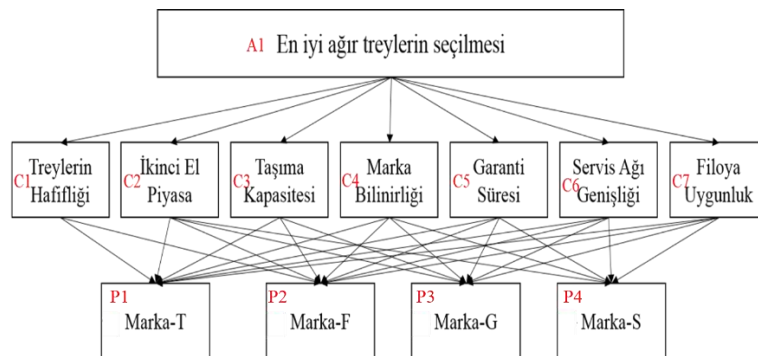 A1 En iyi ağır treylerin seçilmesi
C1 Treylerin
Hafifliği
C2 İkinci El
Piyasa
C3 Taşıma
Kapasitesi
C4 Marka
Bilinirliği
C5 Garanti
Süresi
C6 Servis Ağı
Genişliği
C7 Filoya
Uygunluk
P1
Marka-T
P2
Marka-F
P3
Marka-G
P4
Marka-S